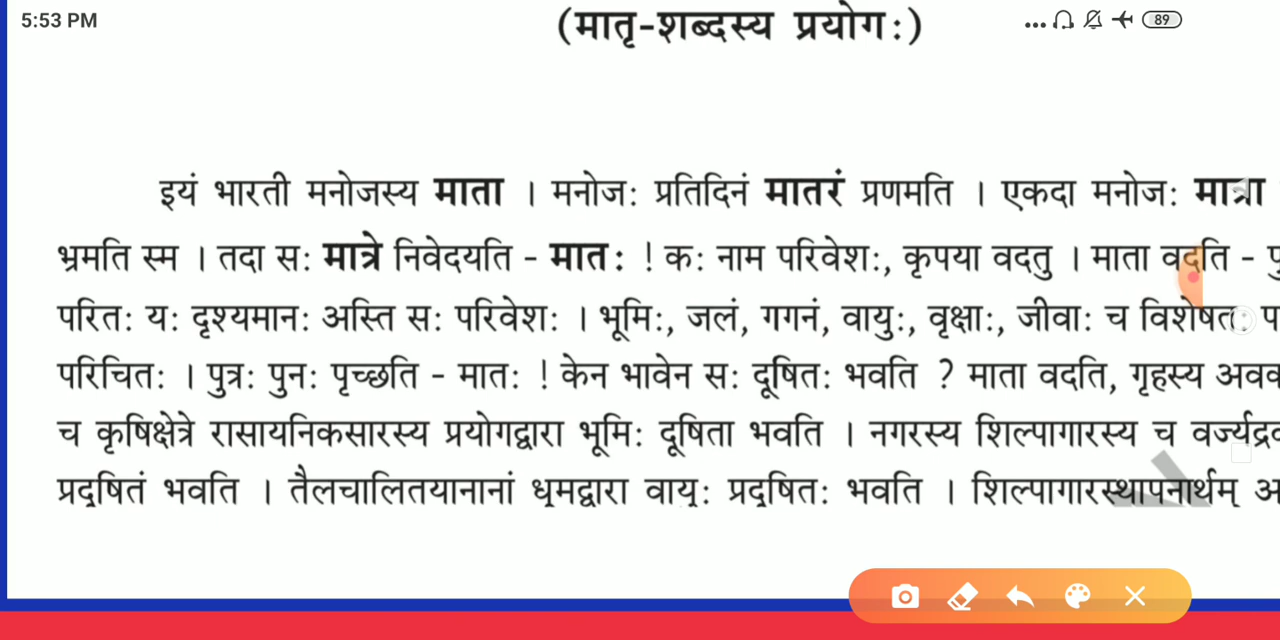 5:53 PM
... 89
(मातृ-शब्दस्य प्रयोगः)
इयं भारती मनोजस्य माता । मनोजः प्रतिदिनं मातरं प्रणमति । एकदा मनोजः मात्रा
भ्रमति स्म । तदा सः मात्रे निवेदयति - मातः ! कः नाम परिवेशः, कृपया वदतु । माता वदति -
परितः यः दृश्यमानः अस्ति सः परिवेशः । भूमिः, जलं, गगनं, वायुः, वृक्षाः, जीवाः च विशेषतः
परिचितः । पुत्रः पुनः पृच्छति - मातः ! केन भावेन सः दूषितः भवति ? माता वदति, गृहस्य
च कृषिक्षेत्रे रासायनिकसारस्य प्रयोगद्वारा भूमिः दूषिता भवति । नगरस्य शिल्पागारस्य च
प्रदूषितं भवति । तैलचालितयानानां धूमद्वारा वायुः प्रदूषितः भवति । शिल्पागारस्थापनार्थम्